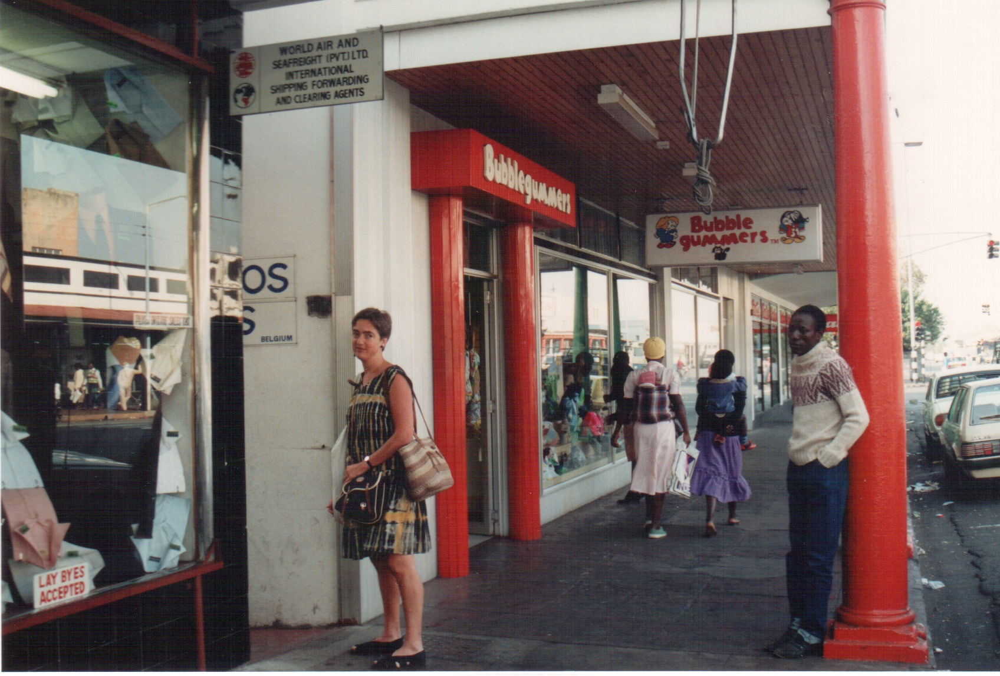 WORLD AIR AND
SEAFREIGHT (PVT.) LTD.
INTERNATIONAL
SHIPPING FORWARDING
AND CLEARING AGENTS
Bubblegummers
Bubble
gummers TM
OS
S
BELGIUM
LAY BYES
ACCEPTED